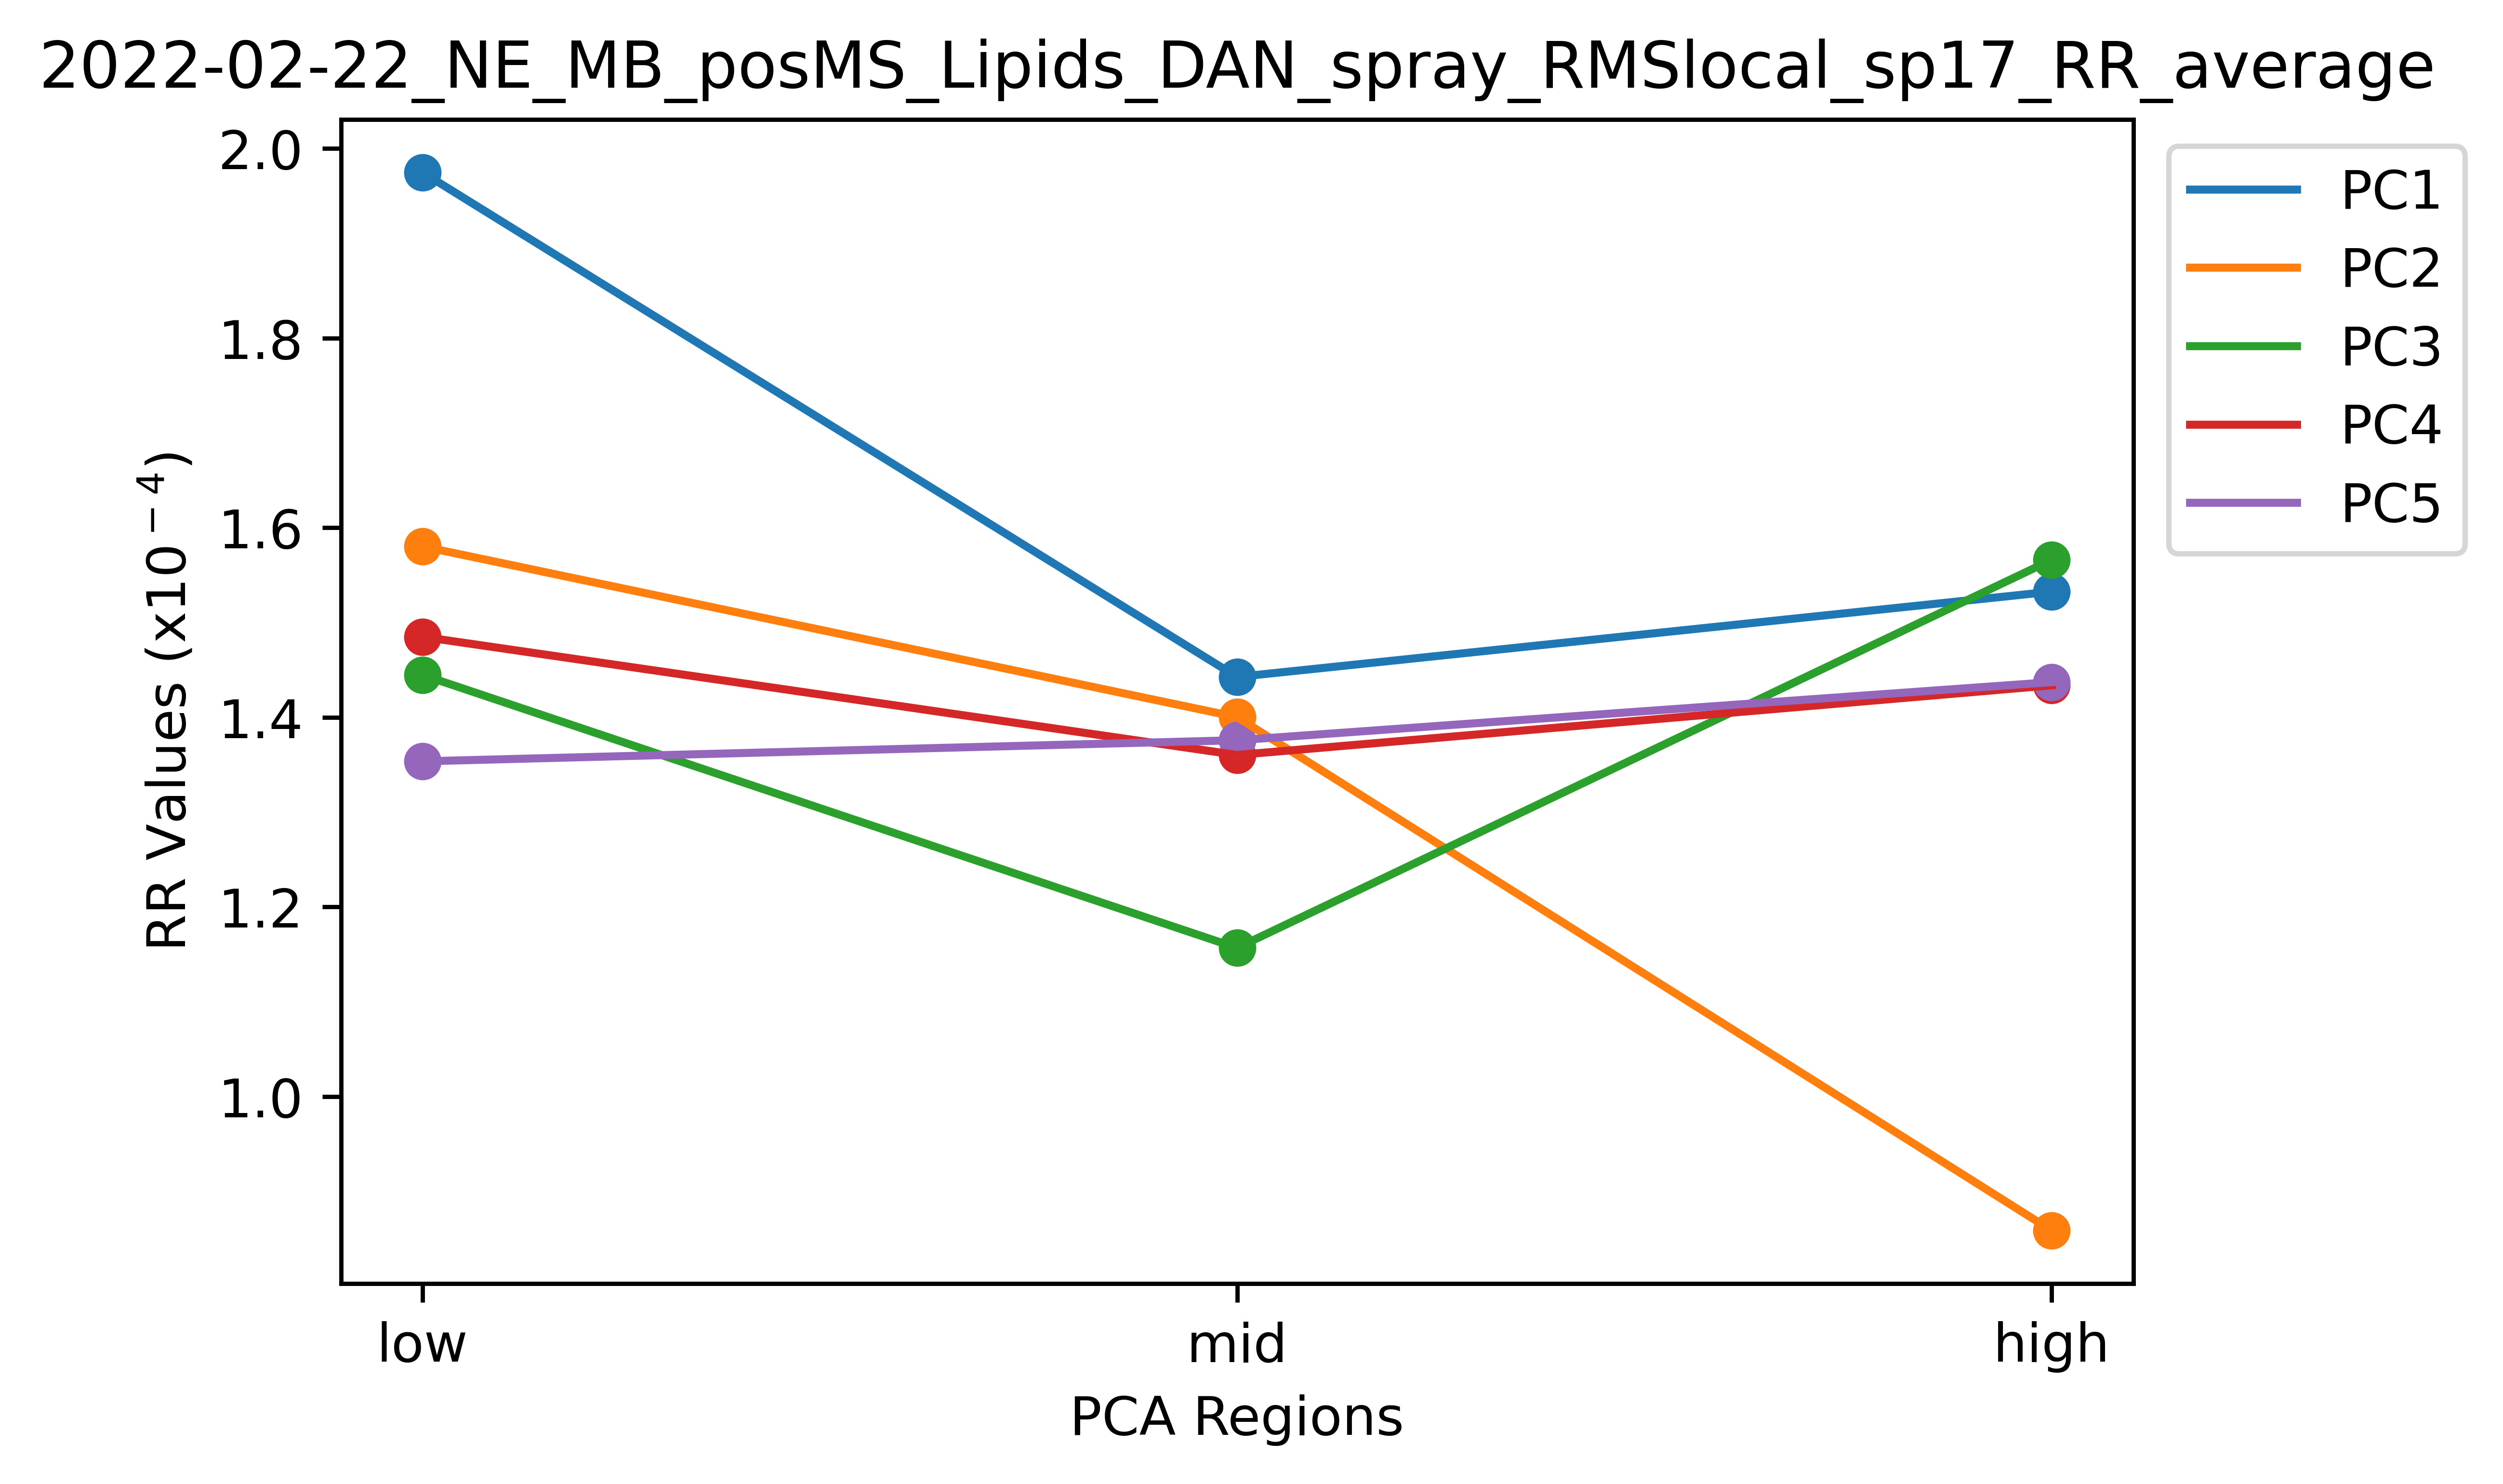 2022-02-22_NE_MB_posMS_Lipids_DAN_spray_RMSlocal_sp17_RR_average
RR Values (x10⁻⁴)
2.0
1.8
1.6
1.4
1.2
1.0
low
mid
high
PCA Regions
PC1
PC2
PC3
PC4
PC5